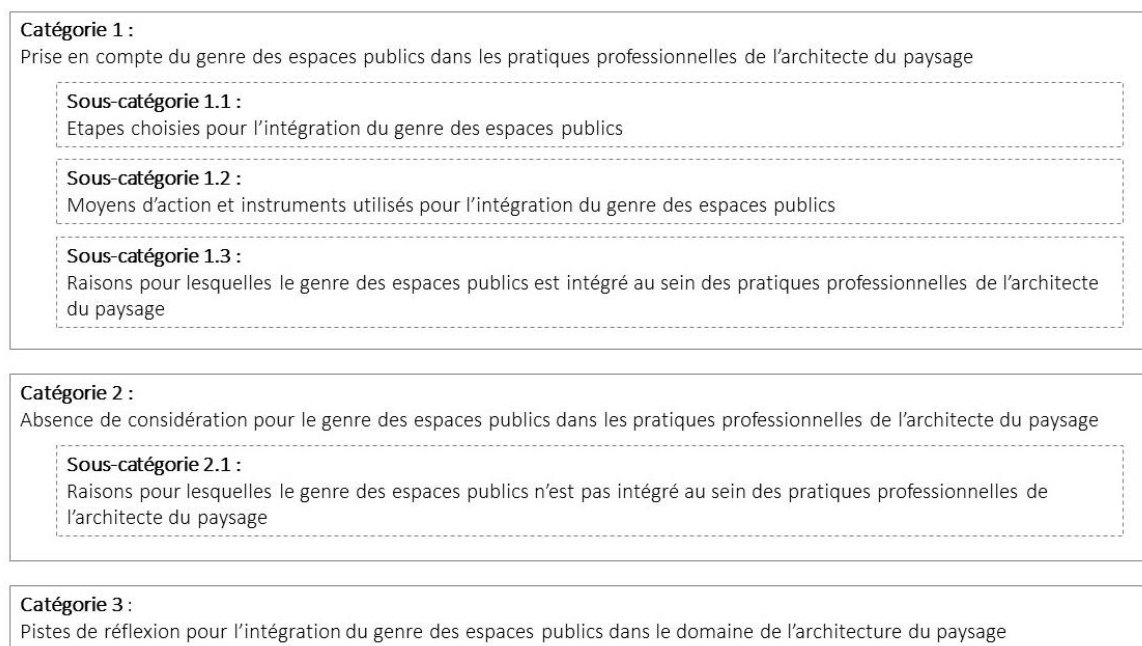 Catégorie 1 :
Prise en compte du genre des espaces publics dans les pratiques professionnelles de l’architecte du paysage
Sous-catégorie 1.1 :
Etapes choisies pour l’intégration du genre des espaces publics
Sous-catégorie 1.2 :
Moyens d’action et instruments utilisés pour l’intégration du genre des espaces publics
Sous-catégorie 1.3 :
Raisons pour lesquelles le genre des espaces publics est intégré au sein des pratiques professionnelles de l’architecte
du paysage
Catégorie 2 :
Absence de considération pour le genre des espaces publics dans les pratiques professionnelles de l’architecte du paysage
Sous-catégorie 2.1 :
Raisons pour lesquelles le genre des espaces publics n’est pas intégré au sein des pratiques professionnelles de
l’architecte du paysage
Catégorie 3 :
Pistes de réflexion pour l’intégration du genre des espaces publics dans le domaine de l’architecture du paysage